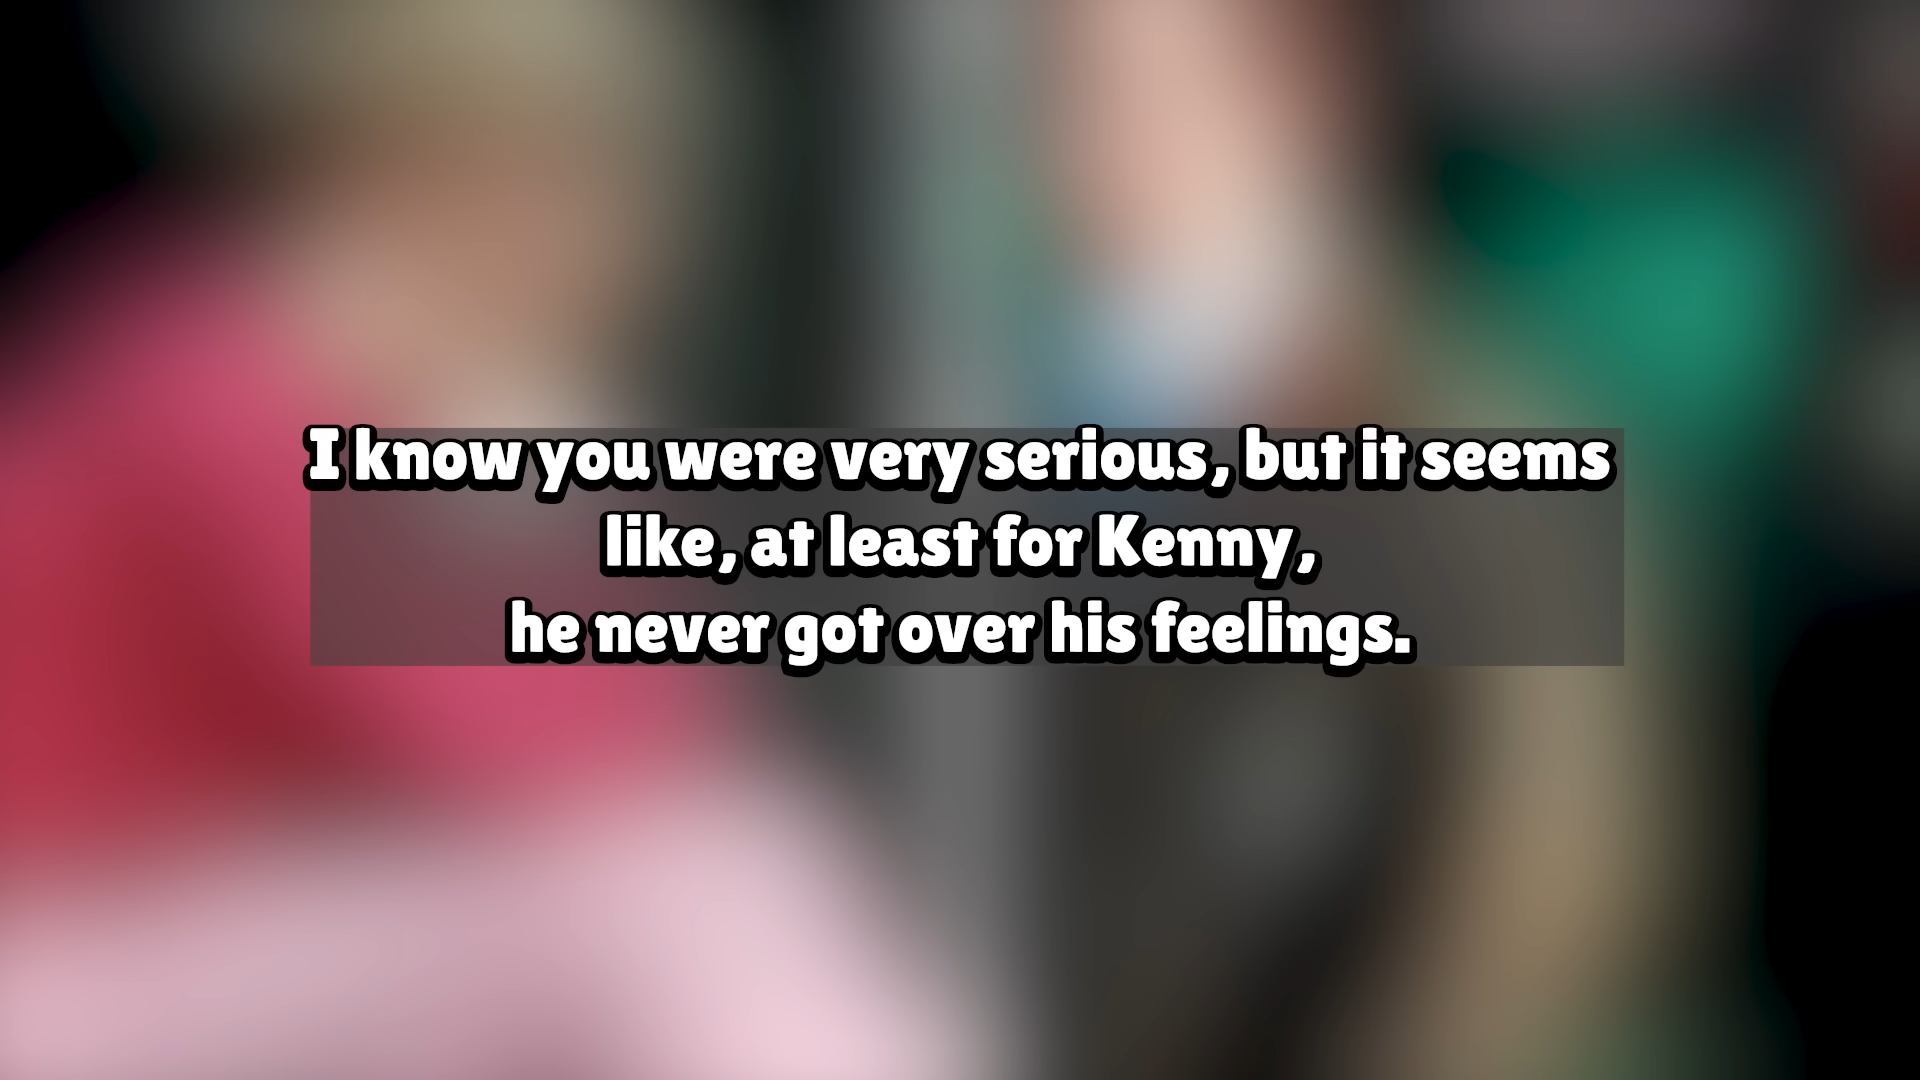 I know you were very serious, but it seems
like, at least for Kenny,
he never got over his feelings.